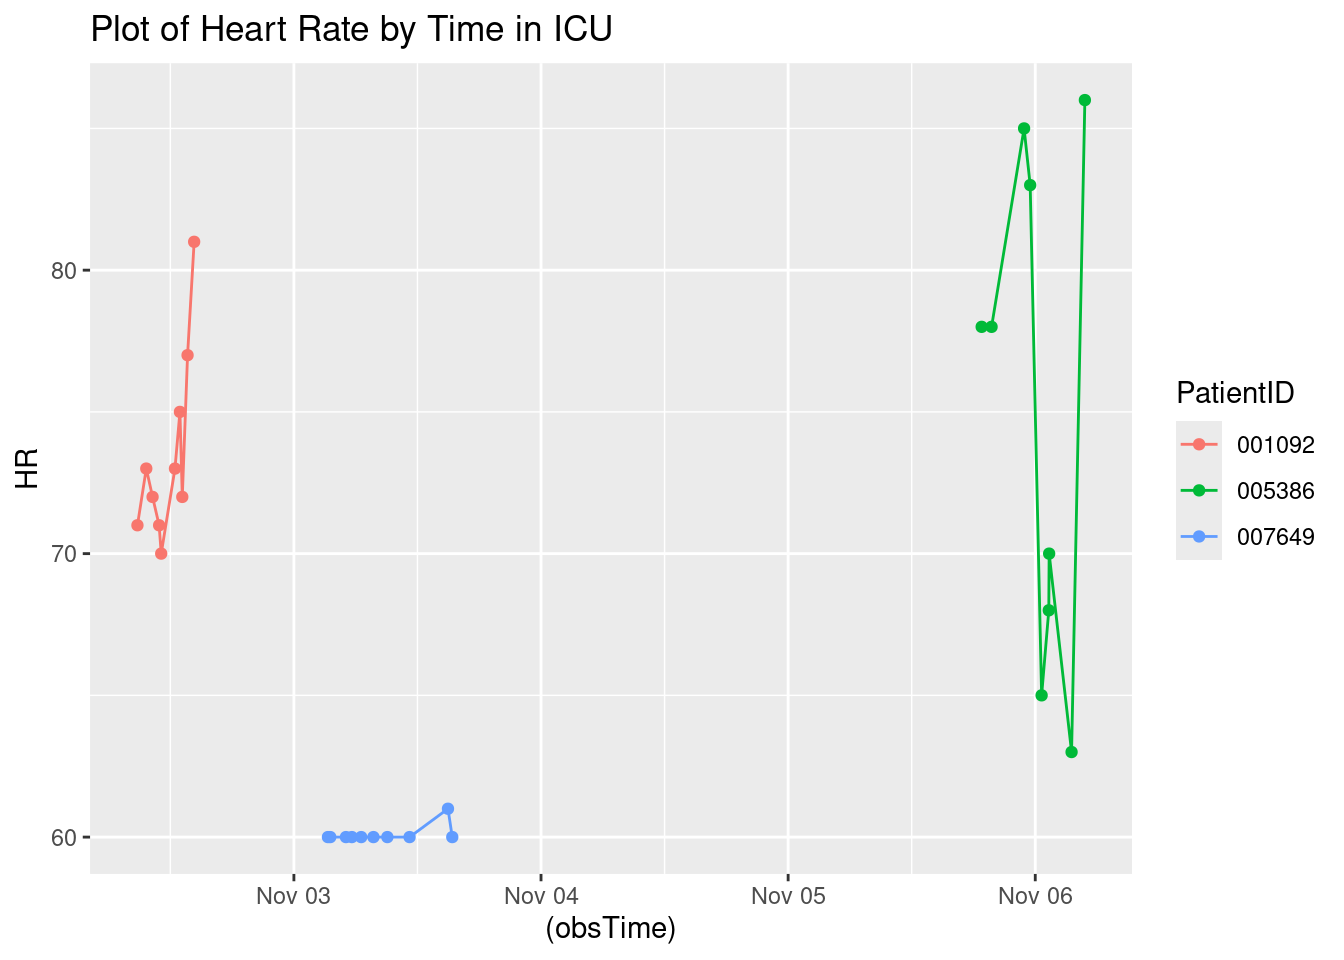 Plot of Heart Rate by Time in ICU
HR
80
70
60
Nov 03
Nov 04
Nov 05
Nov 06
(obsTime)
PatientID
001092
005386
007649